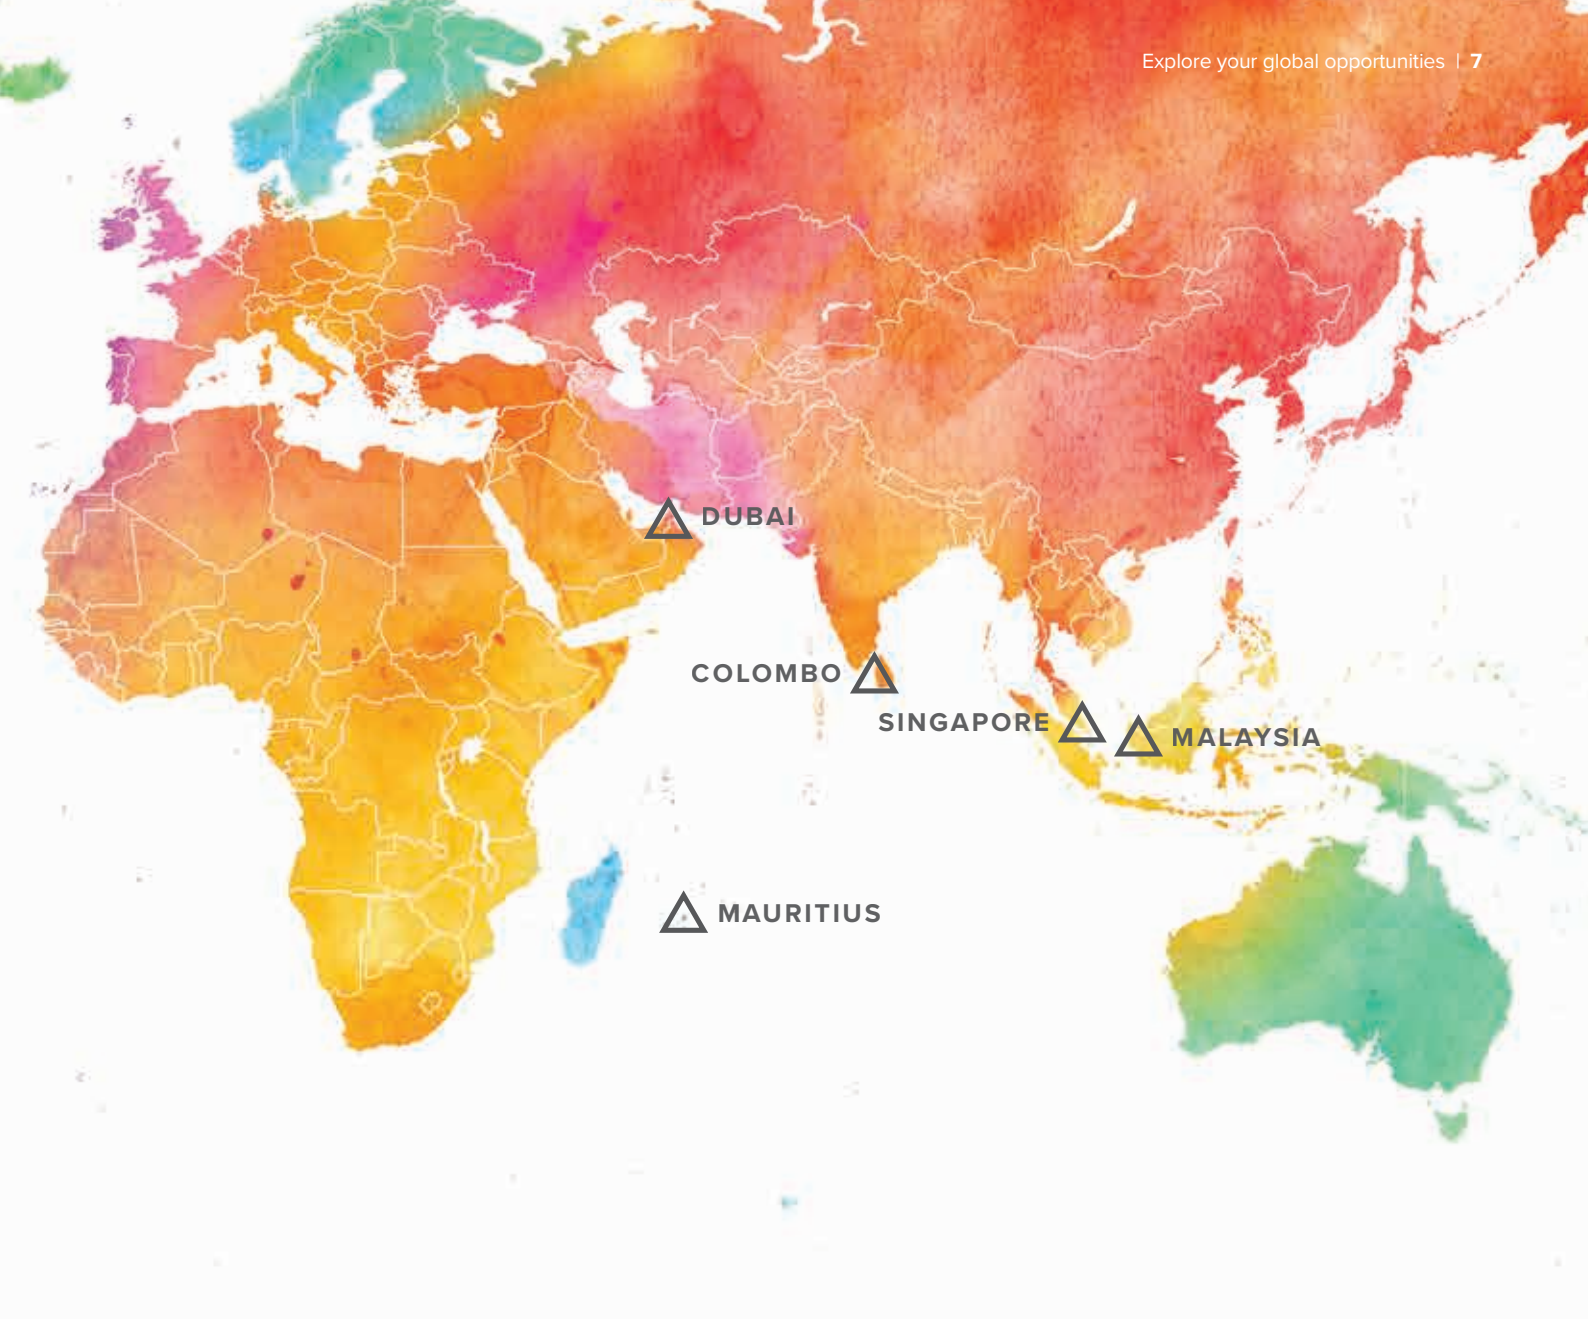 Explore your global opportunities | 7
DUBAI
COLOMBO
SINGAPORE
MALAYSIA
MAURITIUS